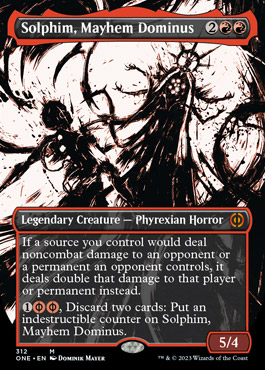 Solphim, Mayhem Dominus 2
Legendary Creature — Phyrexian Horror
If a source you control would deal
noncombat damage to an opponent or
a permanent an opponent controls, it
deals double that damage to that
player or permanent instead.
1, Discard two cards: Put an
indestructible counter on Solphim,
Mayhem Dominus.
5/4
312 M
ONE • EN DOMINIK MAYER ™ & © 2023 Wizards of the Coast